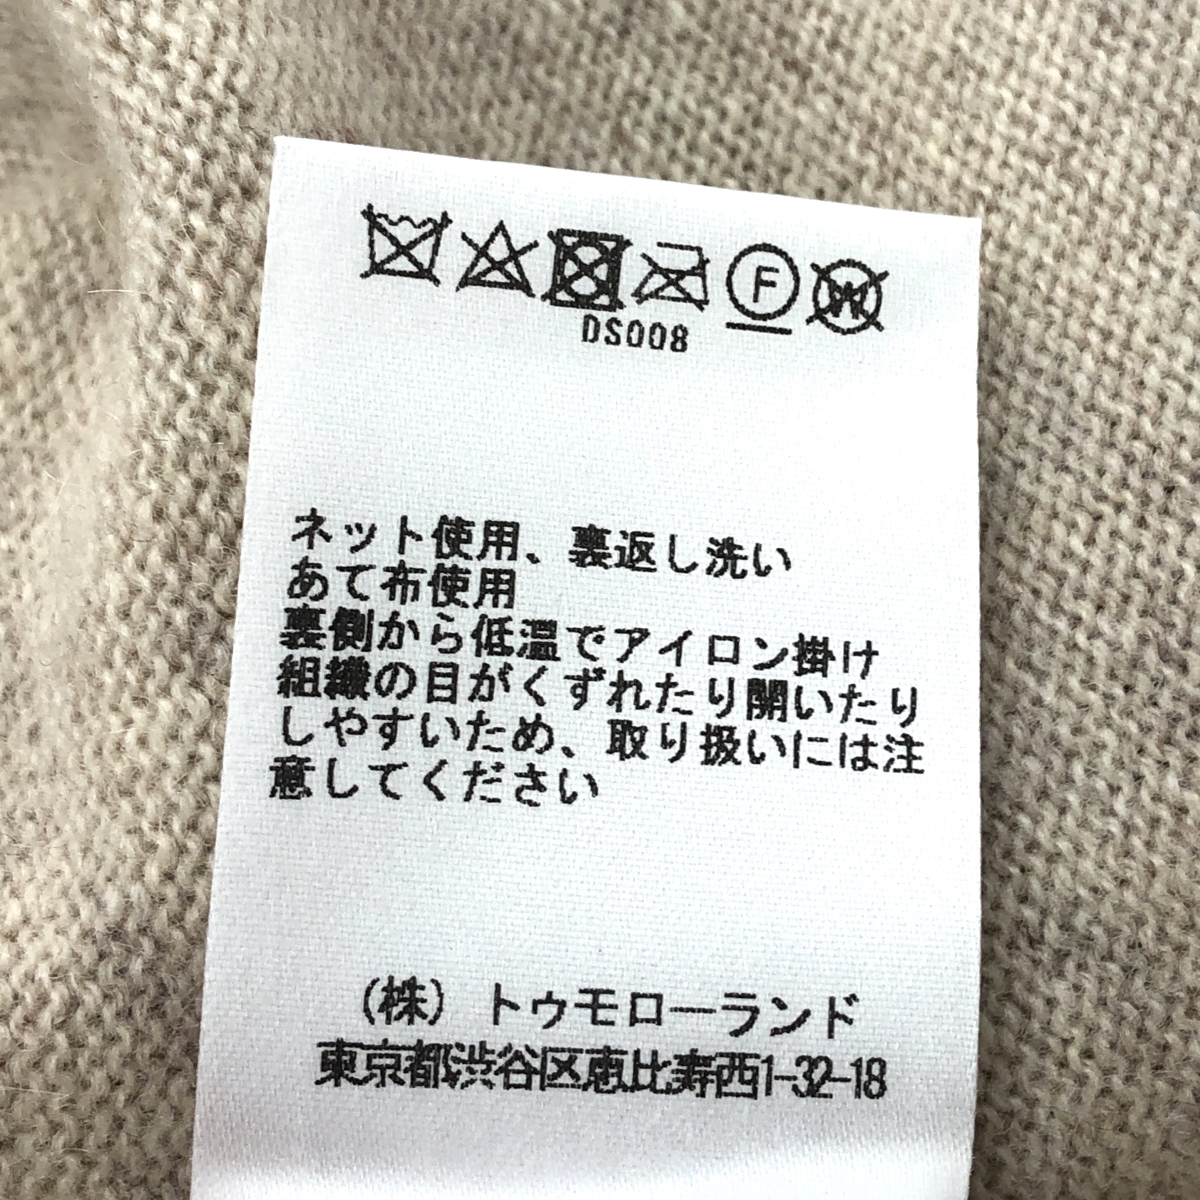 F W
DS008
ネット使用、裏返し洗い
あて布使用
裏側から低温でアイロン掛け
組織の目がくずれたり開いたり
しやすいため、取り扱いには注
意してください
(株)トゥモローランド
東京都渋谷区恵比寿西1-32-18